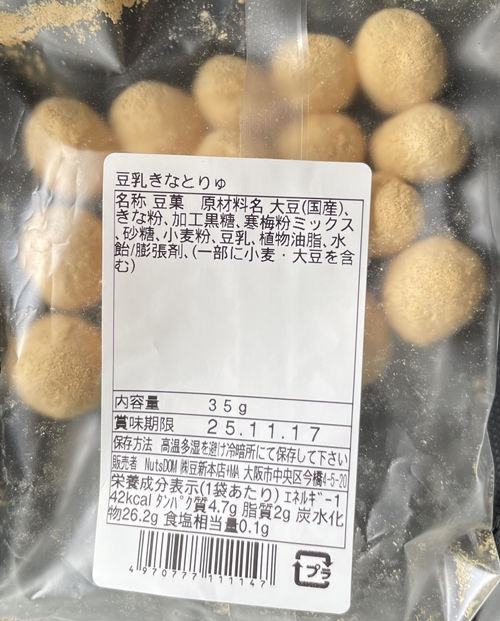 豆乳きなとりゅ
名称 豆菓 原材料名 大豆(国産)、
きな粉、加工黒糖、寒梅粉ミックス
、砂糖、小麦粉、豆乳、植物油脂、水
飴/膨張剤、(一部に小麦・大豆を含
む)
内容量 35g
賞味期限 25.11.17
保存方法 高温多湿を避け冷暗所にて保存して下さい
販売者 NutsDOM ㈱豆新本店+MA 大阪市中央区今橋4-5-20
栄養成分表示(1袋あたり) エネルギー1
42kcal タンパク質4.7g 脂質2g 炭水化
物26.2g 食塩相当量0.1g
4970777111147
プラ